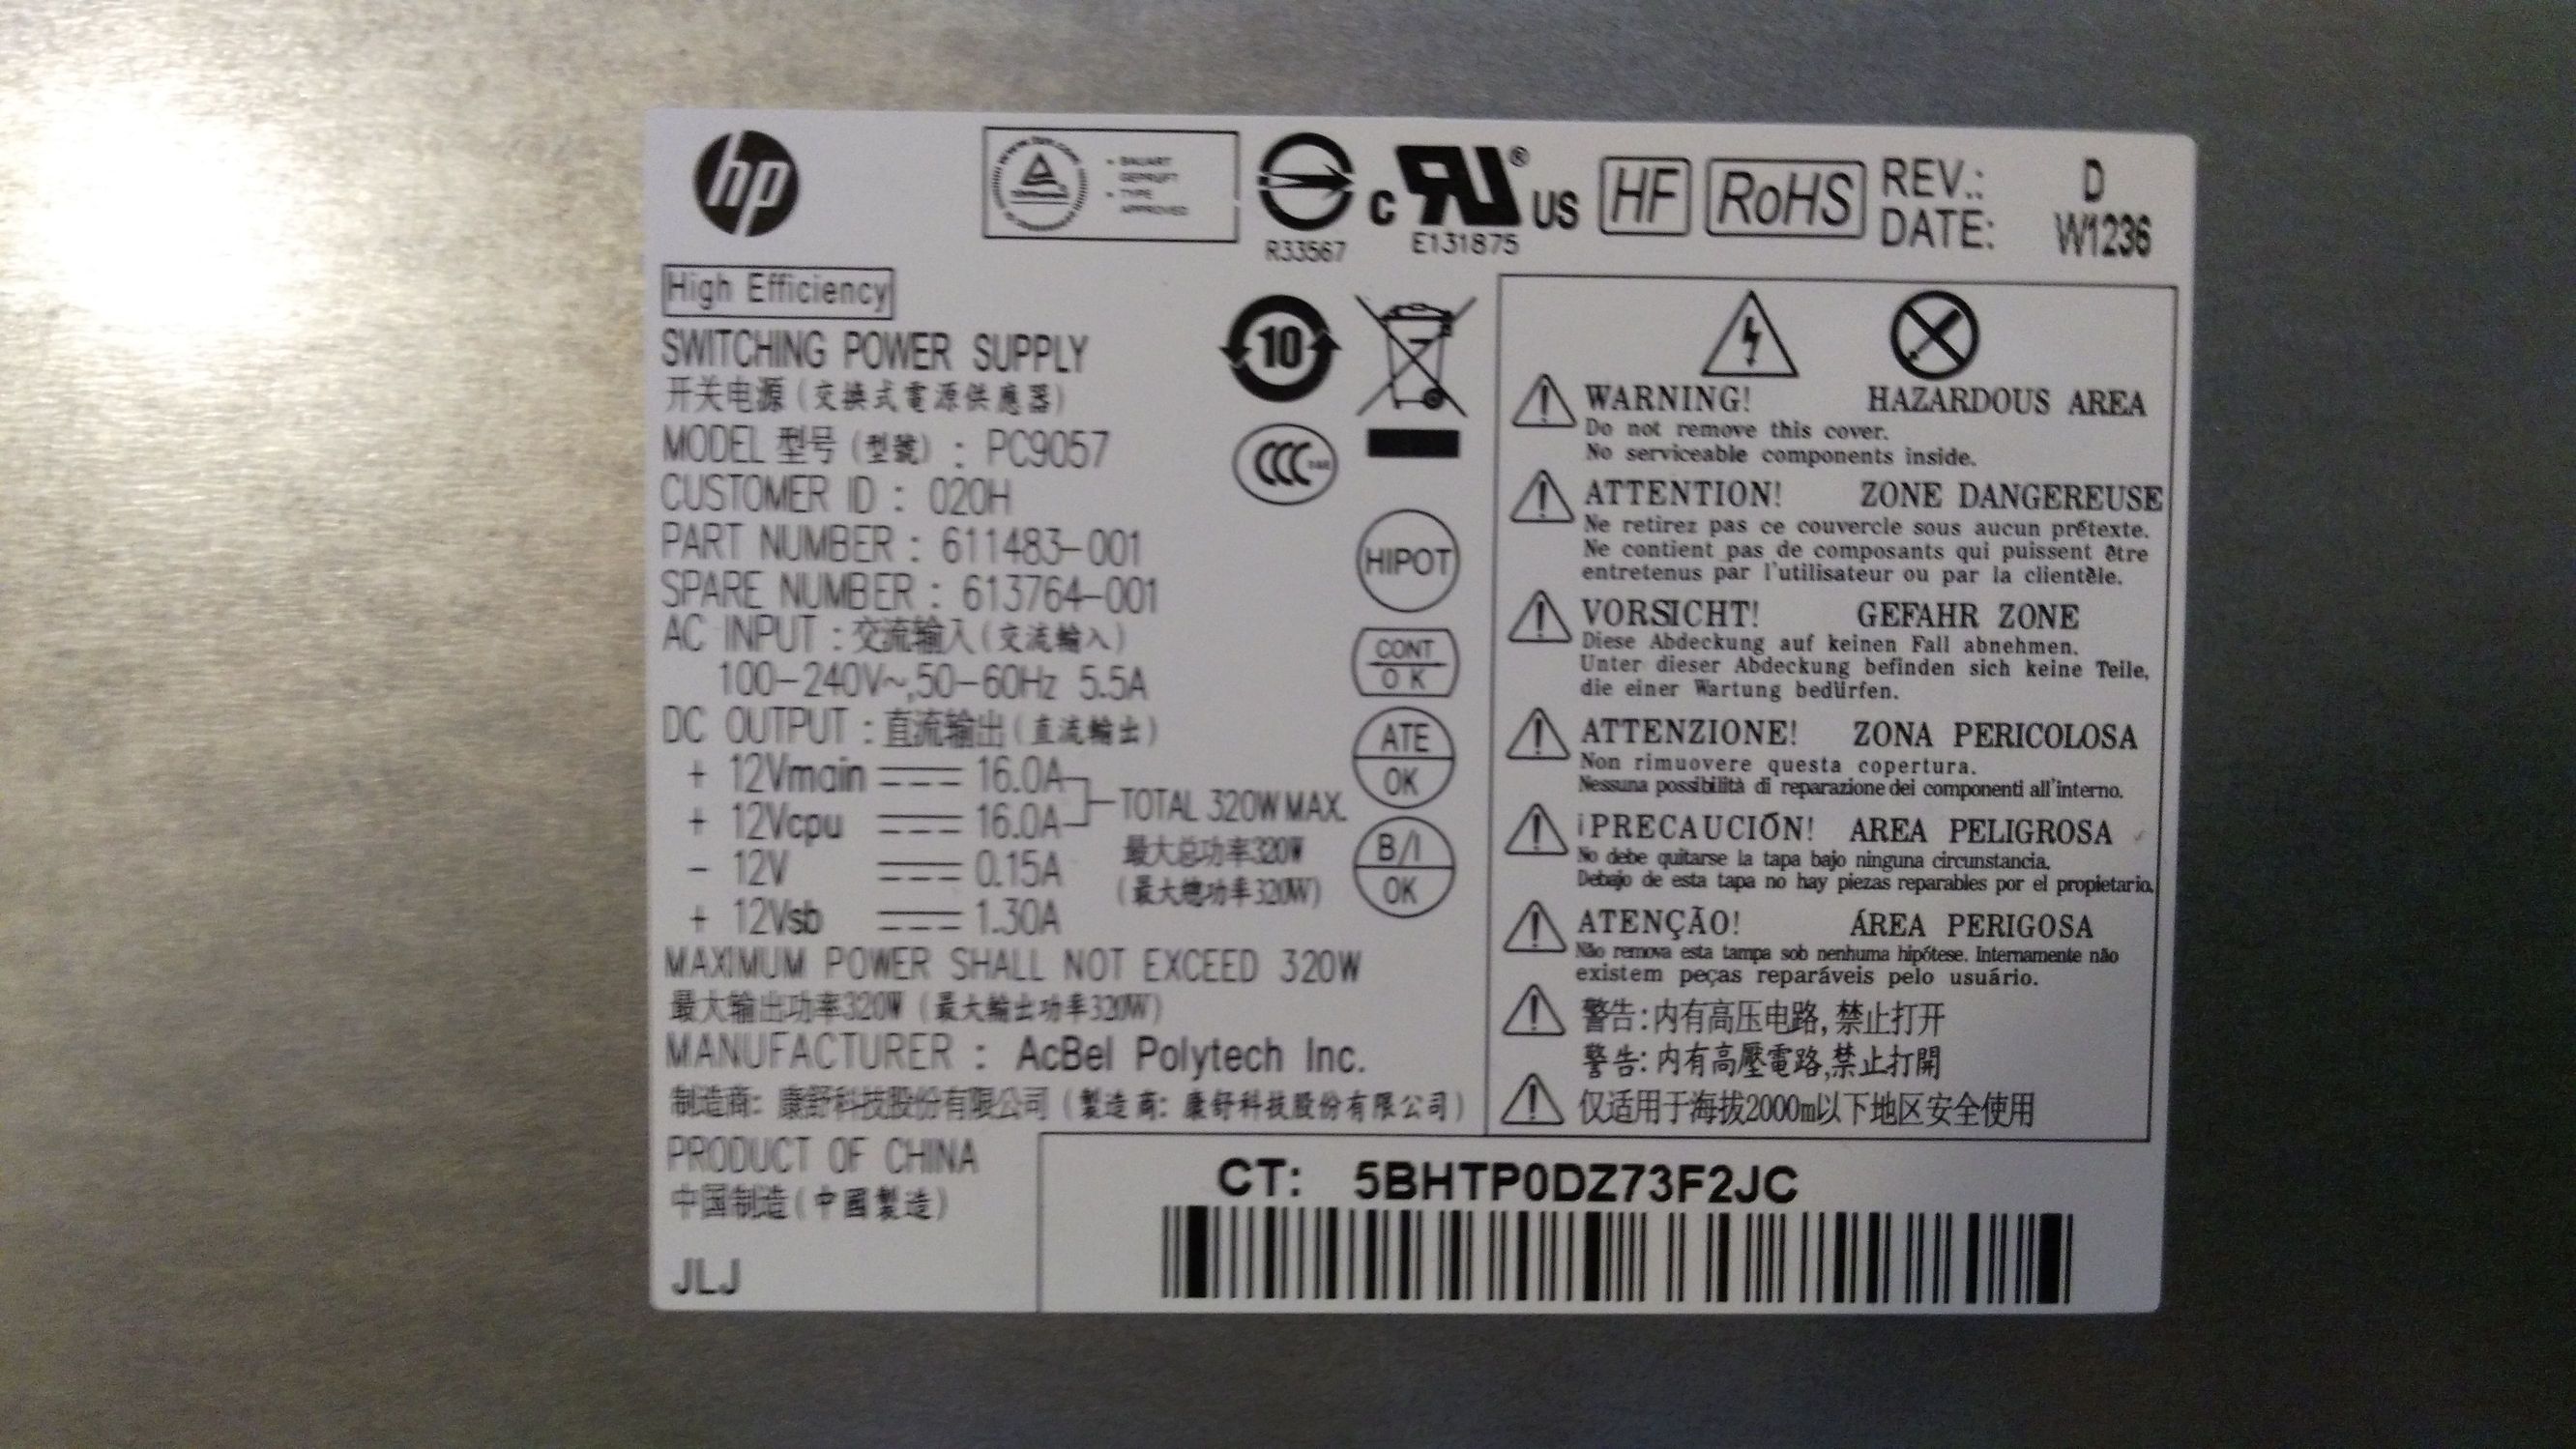 hp
• BAUART
GEPRÜFT
• TYPE
APPROVED
R33567
c RU ® US
E131875
HF
RoHS
REV.: D
DATE: W1236
High Efficiency
SWITCHING POWER SUPPLY
开关电源(交換式電源供應器)
MODEL 型号(型號): PC9057
CUSTOMER ID : 020H
PART NUMBER : 611483-001
SPARE NUMBER : 613764-001
AC INPUT : 交流输入(交流輸入)
100-240V~,50-60Hz 5.5A
DC OUTPUT : 直流输出(直流輸出)
+ 12Vmain 16.0A
+ 12Vcpu 16.0A
TOTAL 320W MAX.
最大总功率320W
(最大總功率320W)
- 12V 0.15A
+ 12Vsb 1.30A
MAXIMUM POWER SHALL NOT EXCEED 320W
最大输出功率320W(最大輸出功率320W)
MANUFACTURER : AcBel Polytech Inc.
制造商: 康舒科技股份有限公司(製造商: 康舒科技股份有限公司)
PRODUCT OF CHINA
中国制造(中國製造)
JLJ
10
CCC
HIPOT
CONT
OK
ATE
OK
B/I
OK
WARNING! HAZARDOUS AREA
Do not remove this cover.
No serviceable components inside.
ATTENTION! ZONE DANGEREUSE
Ne retirez pas ce couvercle sous aucun prétexte.
Ne contient pas de composants qui puissent être
entretenus par l'utilisateur ou par la clientèle.
VORSICHT! GEFAHR ZONE
Diese Abdeckung auf keinen Fall abnehmen.
Unter dieser Abdeckung befinden sich keine Teile,
die einer Wartung bedürfen.
ATTENZIONE! ZONA PERICOLOSA
Non rimuovere questa copertura.
Nessuna possibilità di reparazione dei componenti all'interno.
¡PRECAUCIÓN! AREA PELIGROSA
No debe quitarse la tapa bajo ninguna circunstancia.
Debajo de esta tapa no hay piezas reparables por el propietario.
ATENÇÃO! ÁREA PERIGOSA
Não remova esta tampa sob nenhuma hipótese. Internamente não
existem peças reparáveis pelo usuário.
警告:内有高压电路,禁止打开
警告:内有高壓電路,禁止打開
仅适用于海拔2000m以下地区安全使用
CT: 5BHTP0DZ73F2JC